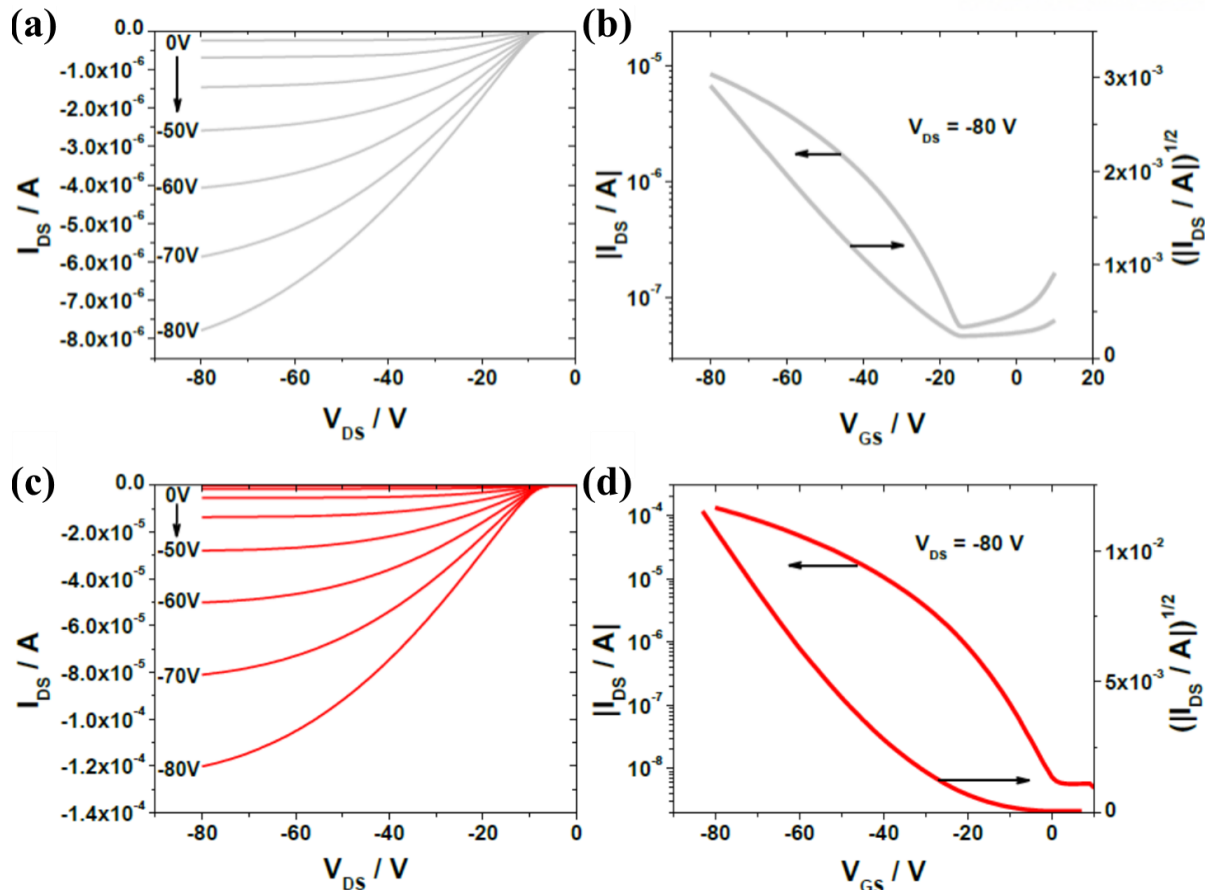 (a)
0.0
-1.0x10⁻⁶
-2.0x10⁻⁶
-3.0x10⁻⁶
-4.0x10⁻⁶
-5.0x10⁻⁶
-6.0x10⁻⁶
-7.0x10⁻⁶
-8.0x10⁻⁶
I_DS / A
0V
-50V
-60V
-70V
-80V
-80 -60 -40 -20 0
V_DS / V
(b)
10⁻⁵
10⁻⁶
10⁻⁷
|I_DS / A|
V_DS = -80 V
3x10⁻³
2x10⁻³
1x10⁻³
0
(|I_DS / A|)^1/2
-80 -60 -40 -20 0 20
V_GS / V
(c)
0.0
-2.0x10⁻⁵
-4.0x10⁻⁵
-6.0x10⁻⁵
-8.0x10⁻⁵
-1.0x10⁻⁴
-1.2x10⁻⁴
-1.4x10⁻⁴
I_DS / A
0V
-50V
-60V
-70V
-80V
-80 -60 -40 -20 0
V_DS / V
(d)
10⁻⁴
10⁻⁵
10⁻⁶
10⁻⁷
10⁻⁸
|I_DS / A|
V_DS = -80 V
1x10⁻²
5x10⁻³
0
(|I_DS / A|)^1/2
-80 -60 -40 -20 0
V_GS / V